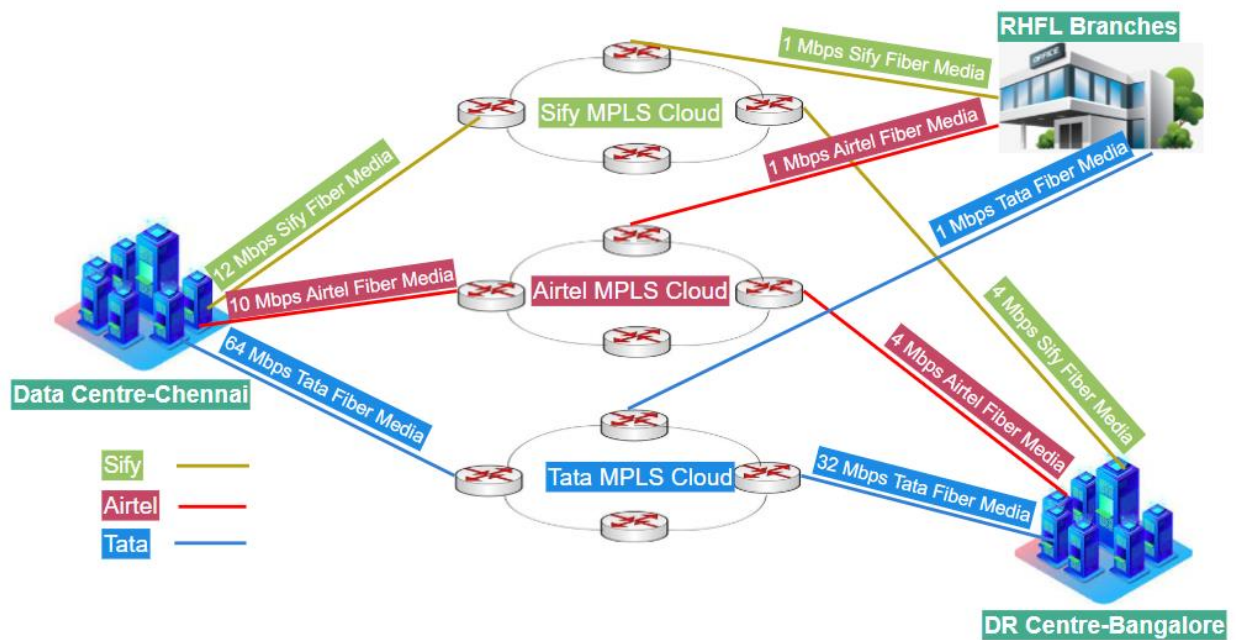 RHFL Branches
OFFICE
1 Mbps Sify Fiber Media
Sify MPLS Cloud
1 Mbps Airtel Fiber Media
12 Mbps Sify Fiber Media
1 Mbps Tata Fiber Media
10 Mbps Airtel Fiber Media
Airtel MPLS Cloud
4 Mbps Sify Fiber Media
Data Centre-Chennai
64 Mbps Tata Fiber Media
4 Mbps Airtel Fiber Media
Sify
Tata MPLS Cloud
32 Mbps Tata Fiber Media
Airtel
Tata
DR Centre-Bangalore